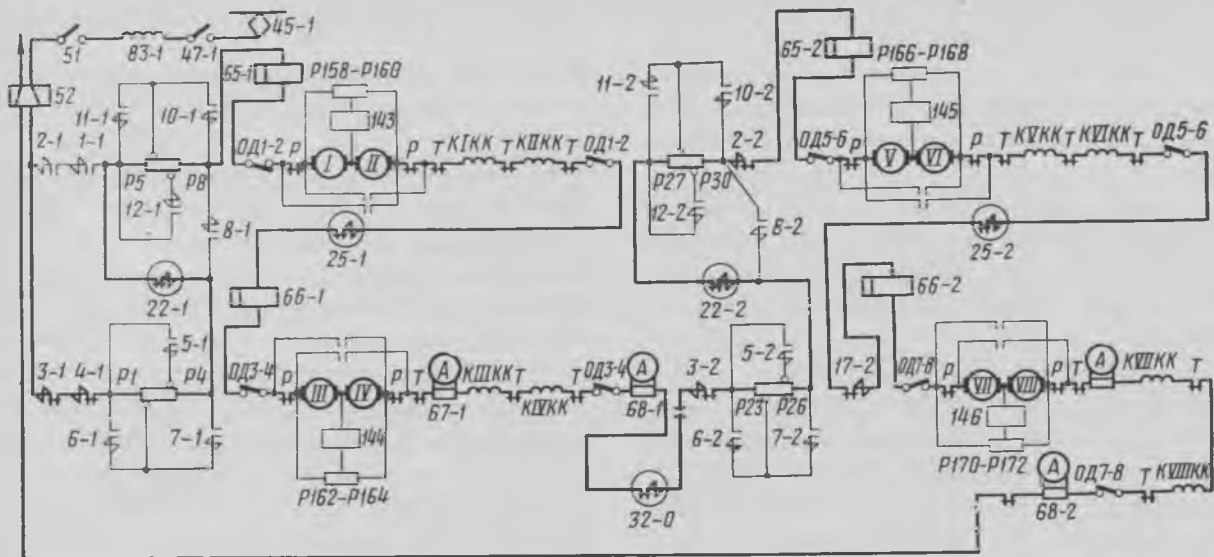 51
83-1
47-1
45-1
52
11-1
10-1
65-1
P158-P160
143
2-1
1-1
ОД1-2
P
I
II
P
T
KIKK
T
KIIKK
T
ОД1-2
P5
P8
12-1
8-1
25-1
22-1
66-1
3-1
4-1
P1
5-1
P4
6-1
7-1
ОД3-4
P
III
IV
P
T
A
67-1
KIIIKK
T
KIVKK
T
ОД3-4
A
68-1
144
P162-P164
32-0
11-2
10-2
65-2
P166-P168
145
2-2
ОД5-6
P
V
VI
P
T
KVKK
T
KVIKK
T
ОД5-6
P27
P30
12-2
8-2
25-2
22-2
66-2
3-2
5-2
P23
P26
6-2
7-2
17-2
ОД7-8
P
VII
VIII
P
T
A
KVIIKK
T
146
P170-P172
A
68-2
ОД7-8
T
KVIIIKK